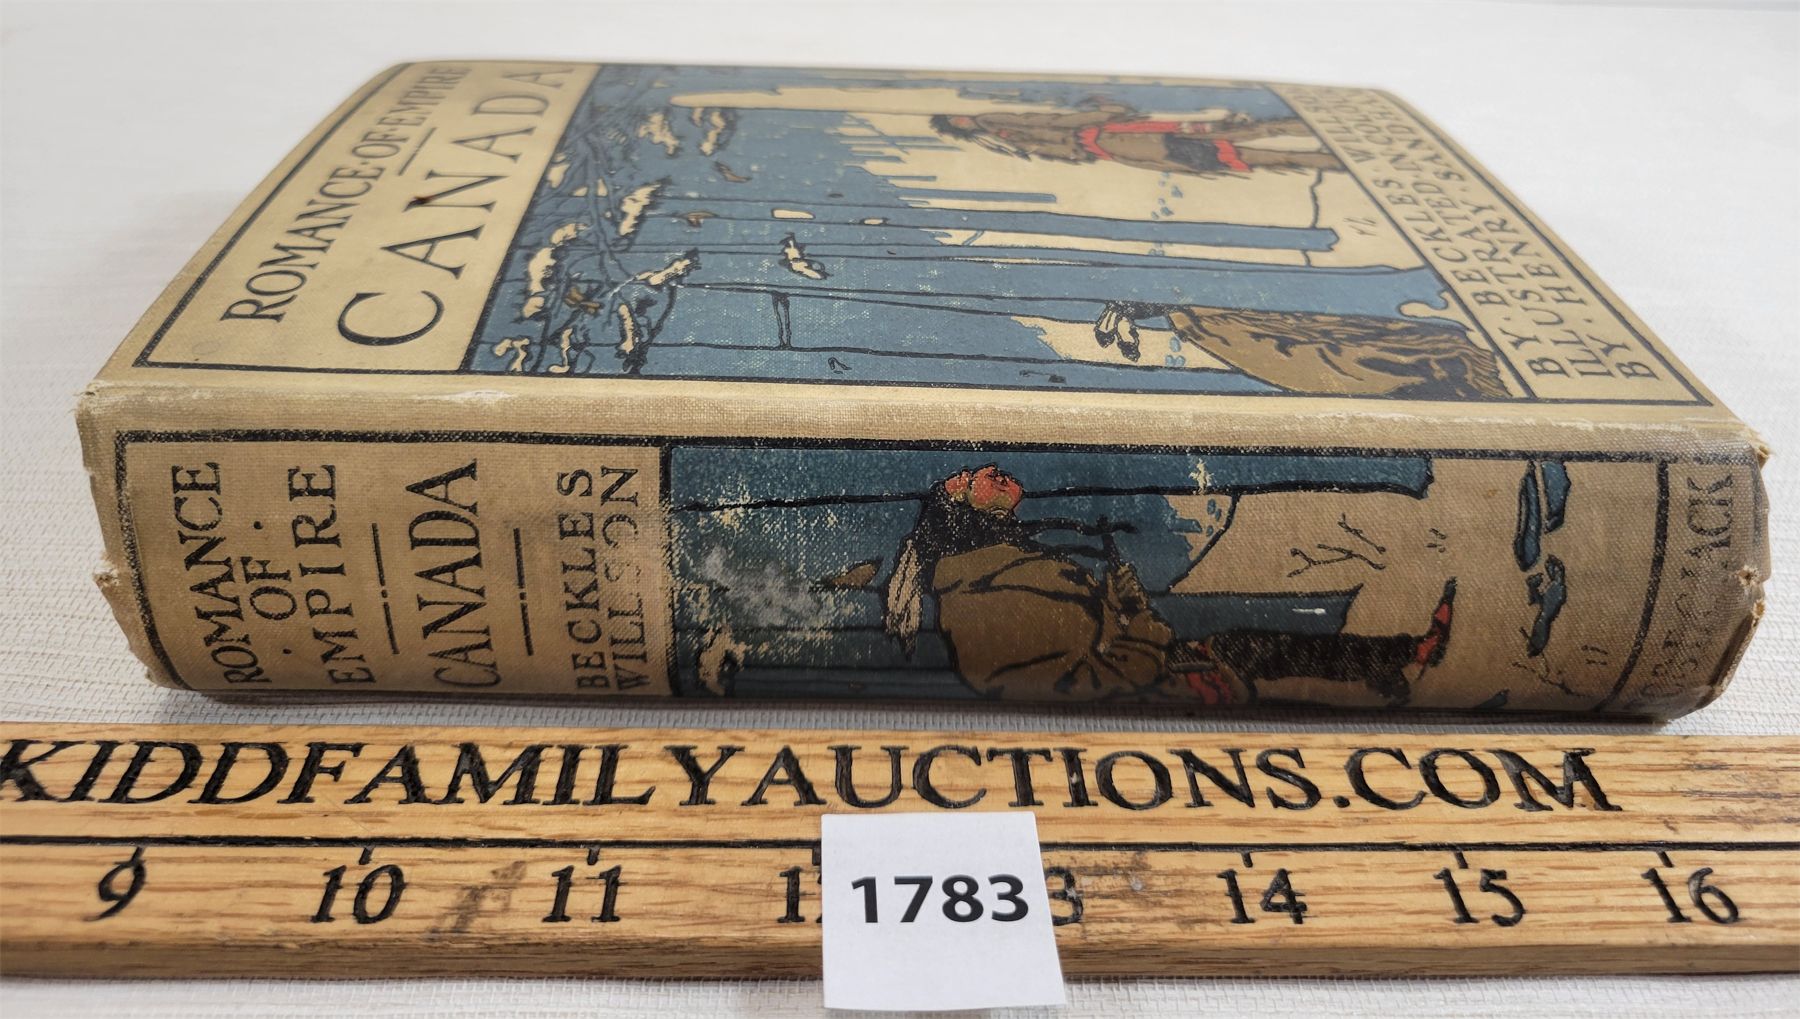 ROMANCE·OF·EMPIRE
CANADA
BY·BECKLES·WILLSON
ILLUSTRATED IN COLOUR
BY·HENRY·SANDHAM
ROMANCE
·OF·
EMPIRE
CANADA
BECKLES
WILLSON
KIDDFAMILYAUCTIONS.COM
9 10 11 14 15 16
1783